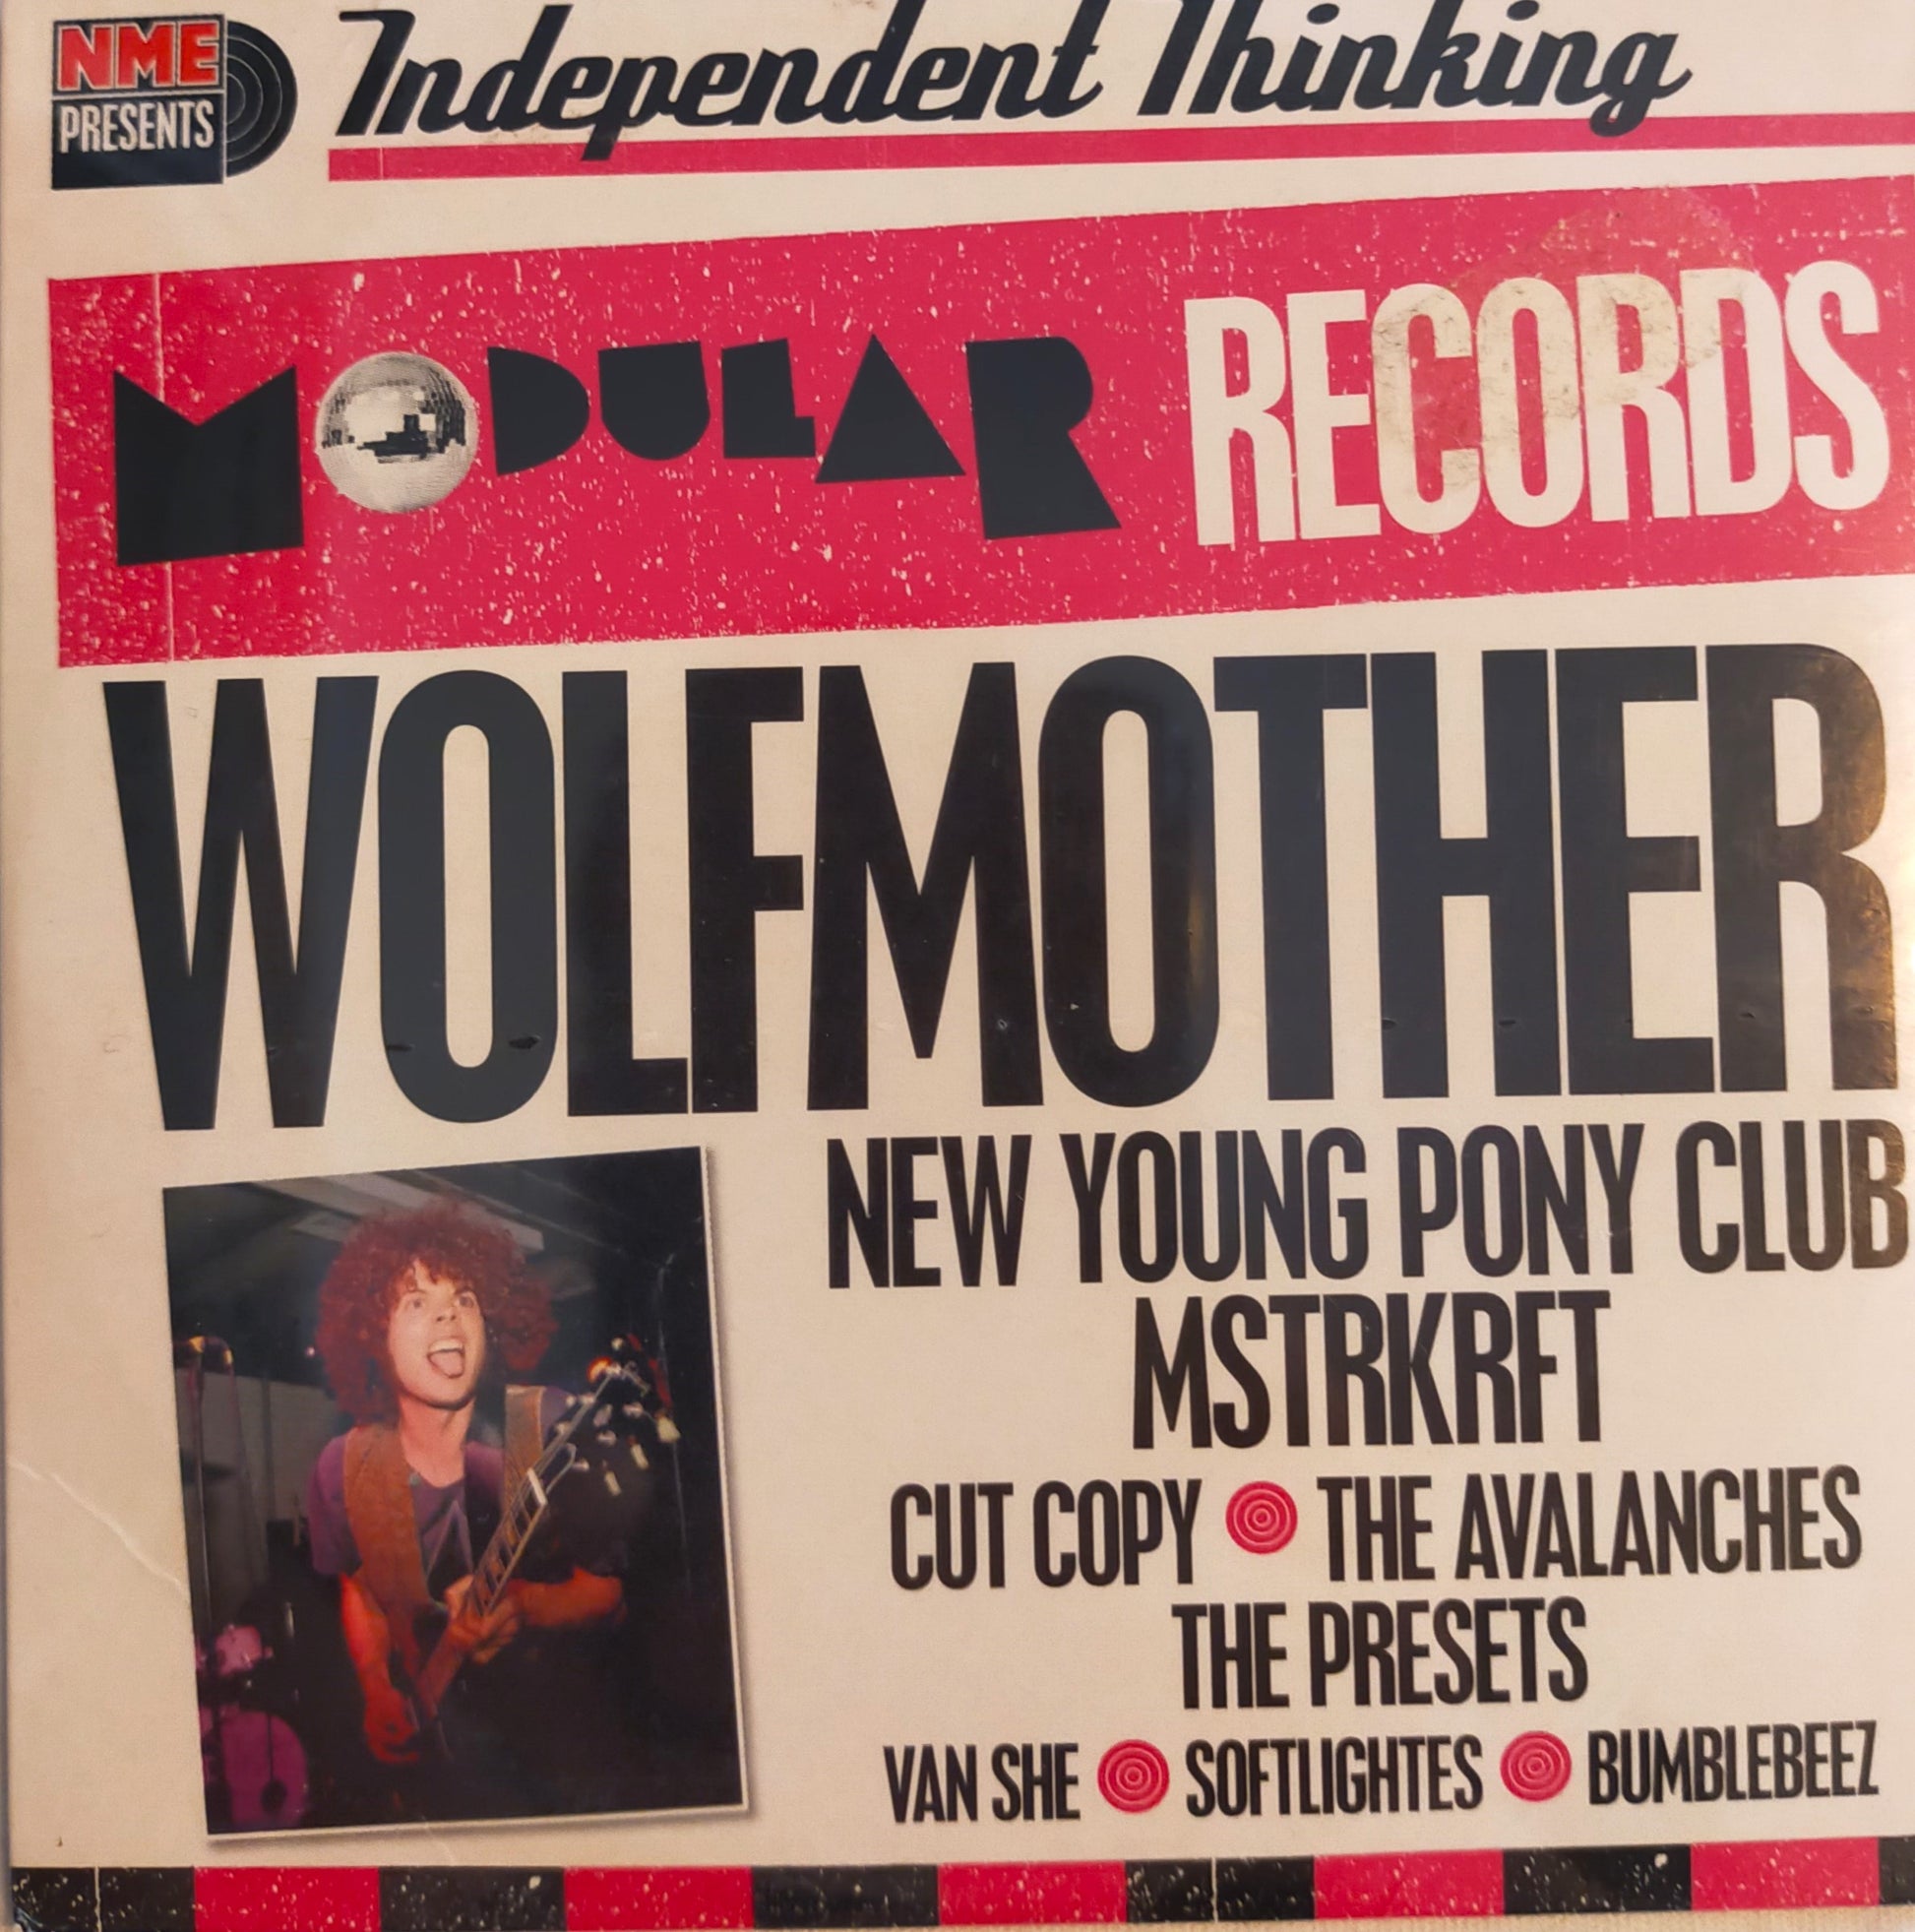 NME
PRESENTS
Independent Thinking
MODULAR RECORDS
WOLFMOTHER
NEW YOUNG PONY CLUB
MSTRKRFT
CUT COPY THE AVALANCHES
THE PRESETS
VAN SHE SOFTLIGHTES BUMBLEBEEZ